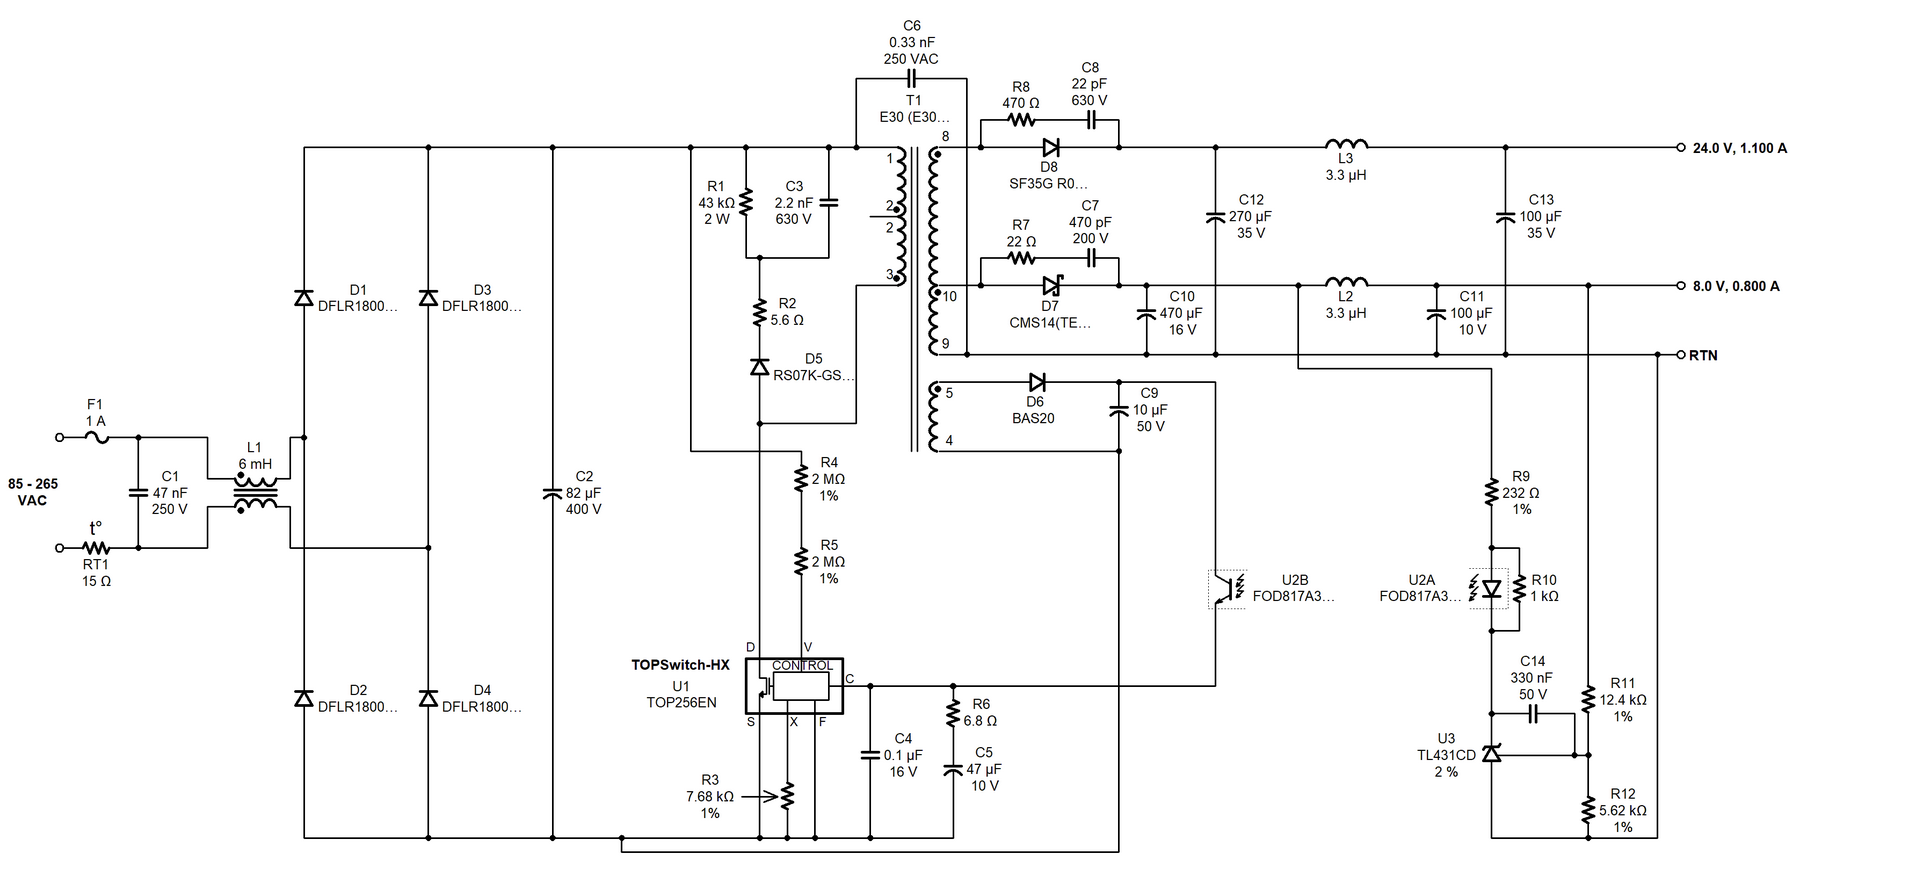 C6
0.33 nF
250 VAC
T1
E30 (E30...
C8
22 pF
630 V
R8
470 Ω
8
D8
SF35G R0...
L3
3.3 µH
24.0 V, 1.100 A
1
2
2
3
R1
43 kΩ
2 W
C3
2.2 nF
630 V
C7
470 pF
200 V
R7
22 Ω
C12
270 µF
35 V
C13
100 µF
35 V
10
D7
CMS14(TE...
C10
470 µF
16 V
L2
3.3 µH
C11
100 µF
10 V
8.0 V, 0.800 A
9
RTN
D1
DFLR1800...
D3
DFLR1800...
R2
5.6 Ω
D5
RS07K-GS...
5
D6
BAS20
C9
10 µF
50 V
4
F1
1 A
L1
6 mH
85 - 265
VAC
C1
47 nF
250 V
t°
RT1
15 Ω
C2
82 µF
400 V
R4
2 MΩ
1%
R5
2 MΩ
1%
R9
232 Ω
1%
U2B
FOD817A3...
U2A
FOD817A3...
R10
1 kΩ
D
V
TOPSwitch-HX
CONTROL
U1
TOP256EN
C
S
X
F
D2
DFLR1800...
D4
DFLR1800...
R6
6.8 Ω
C4
0.1 µF
16 V
C5
47 µF
10 V
R3
7.68 kΩ
1%
C14
330 nF
50 V
R11
12.4 kΩ
1%
U3
TL431CD
2 %
R12
5.62 kΩ
1%